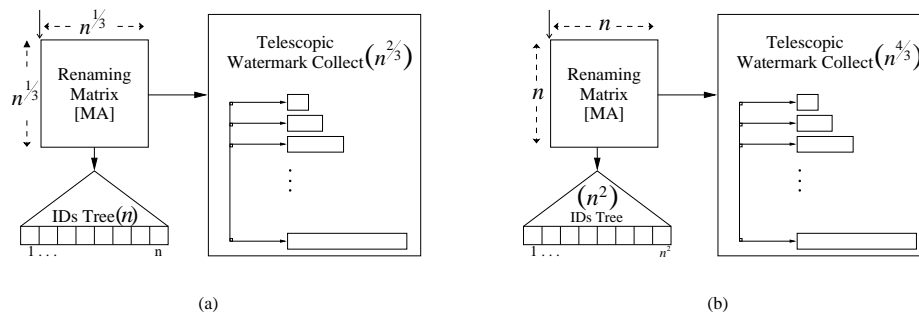 n^{1/3}
n^{1/3}
Renaming
Matrix
[MA]
IDs Tree(n)
1 . . . n
Telescopic
Watermark Collect(n^{2/3})
(a)
n
n
Renaming
Matrix
[MA]
(n^2)
IDs Tree
1 . . . n^2
Telescopic
Watermark Collect(n^{4/3})
(b)